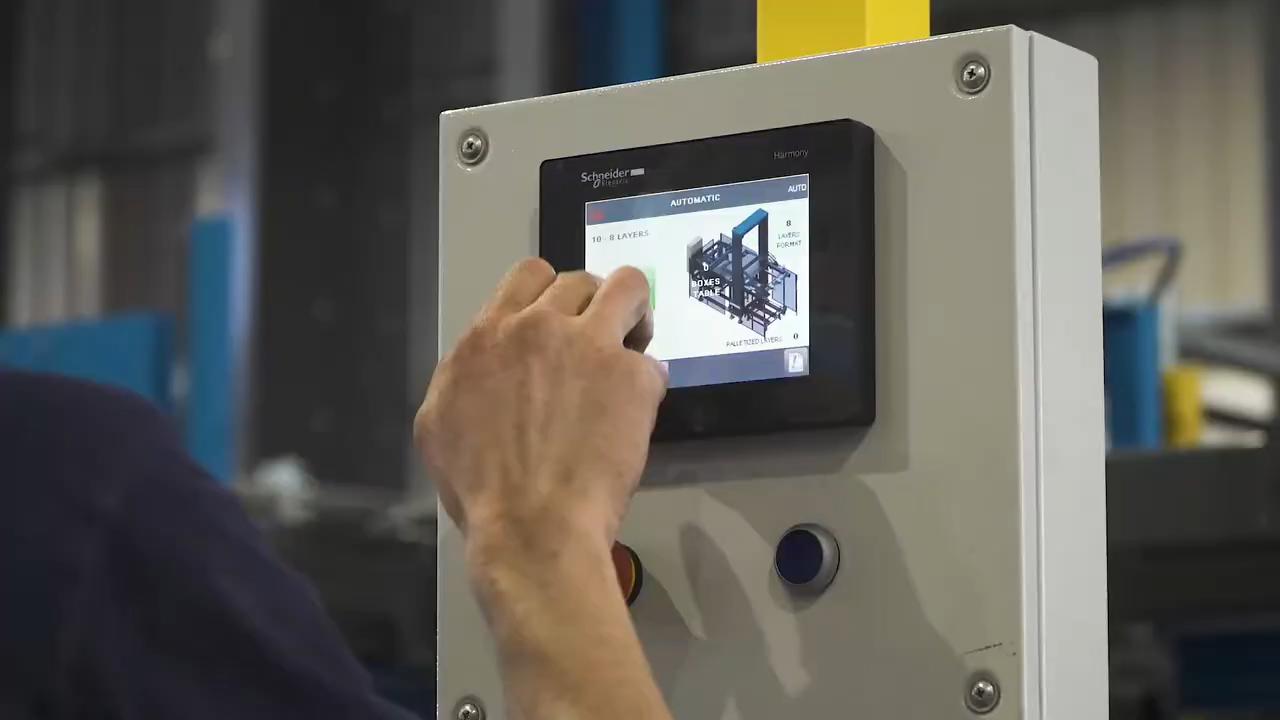 Schneider
Electric
Harmony
AUTOMATIC
AUTO
10 - 8 LAYERS
8
LAYERS
FORMAT
0
BOXES
TABLE
PALLETIZED LAYERS 0